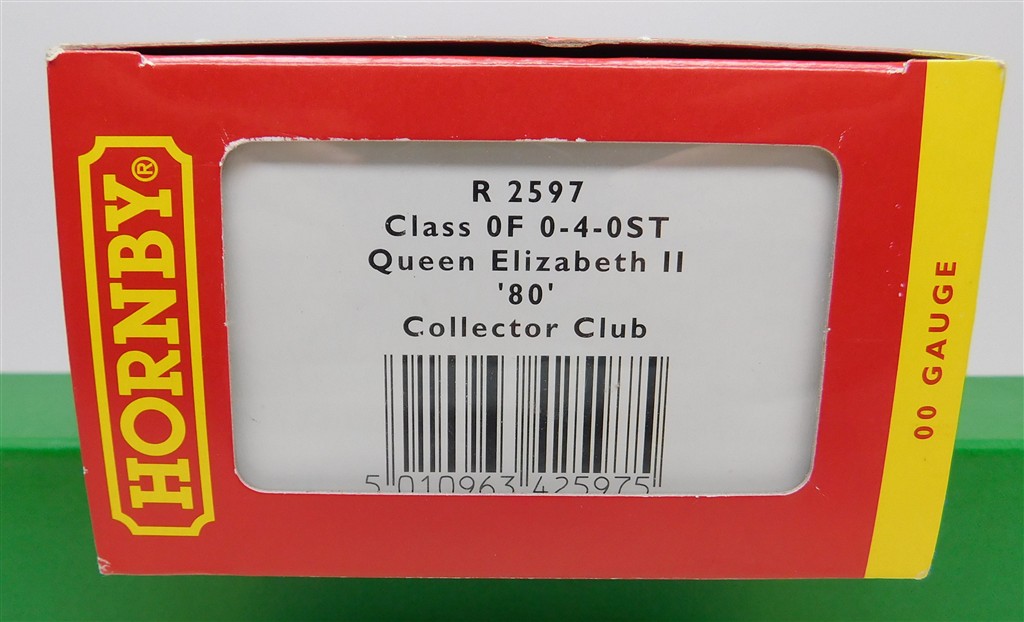 HORNBY®
R 2597
Class 0F 0-4-0ST
Queen Elizabeth II
'80'
Collector Club
5 010963 425975
00 GAUGE